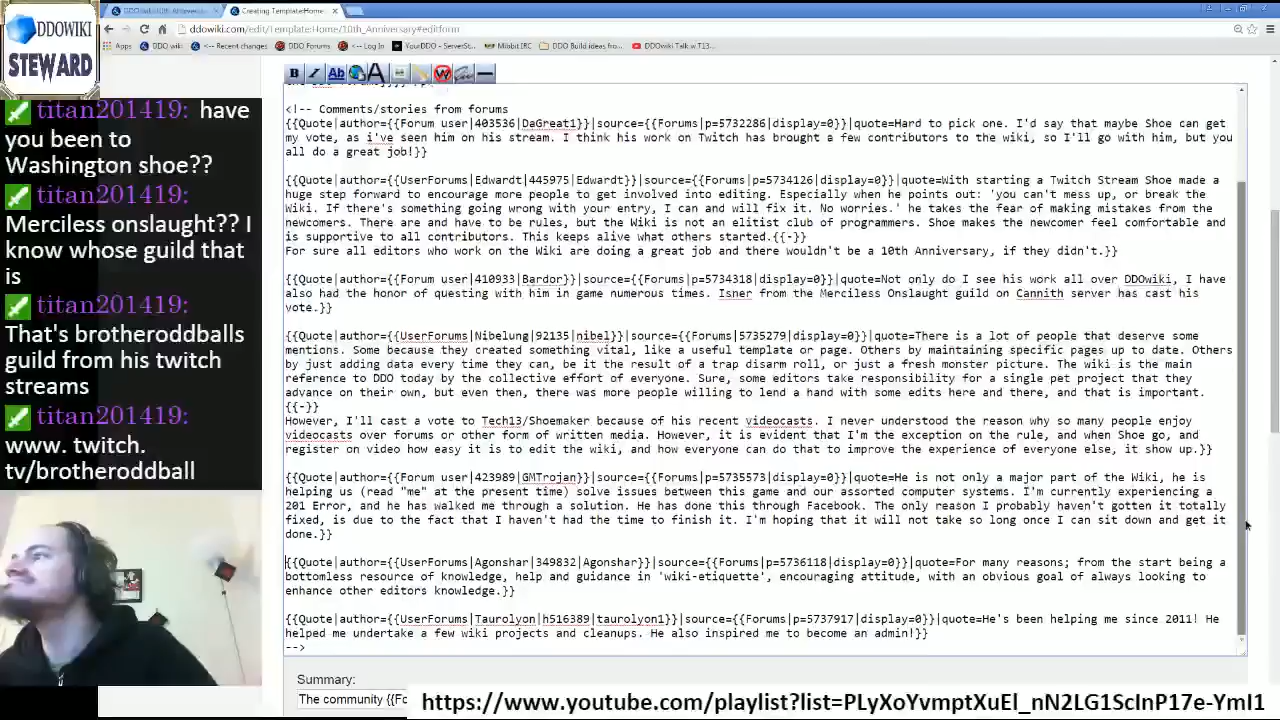 DDOWIKI
STEWARD
titan201419: have
you been to
Washington shoe??
titan201419:
Merciless onslaught?? I
know whose guild that
is
titan201419:
That's brotheroddballs
guild from his twitch
streams
titan201419:
www. twitch.
tv/brotheroddball
Creating Template:Home/
ddowiki.com/edit/Template:Home/10th_Anniversary#editform
Apps DDO wiki <Recent changes DDO Forums <Log In YourDDO - ServerSt... Mibbit IRC DDO Build ideas fro... DDOwiki Talk w.T13...
<!-- Comments/stories from forums
{{Quote|author={{Forum user|403536|DaGreat1}}|source={{Forums|p=5732286|display=0}}|quote=Hard to pick one. I'd say that maybe Shoe can get
my vote, as i've seen him on his stream. I think his work on Twitch has brought a few contributors to the wiki, so I'll go with him, but you
all do a great job!}}
{{Quote|author={{UserForums|Edwardt|445975|Edwardt}}|source={{Forums|p=5734126|display=0}}|quote=With starting a Twitch Stream Shoe made a
huge step forward to encourage more people to get involved into editing. Especially when he points out: 'you can't mess up, or break the
Wiki. If there's something going wrong with your entry, I can and will fix it. No worries.' he takes the fear of making mistakes from the
newcomers. There are and have to be rules, but the Wiki is not an elitist club of programmers. Shoe makes the newcomer feel comfortable and
is supportive to all contributors. This keeps alive what others started.{{-}}
For sure all editors who work on the Wiki are doing a great job and there wouldn't be a 10th Anniversary, if they didn't.}}
{{Quote|author={{Forum user|410933|Bardor}}|source={{Forums|p=5734318|display=0}}|quote=Not only do I see his work all over DDOwiki, I have
also had the honor of questing with him in game numerous times. Isner from the Merciless Onslaught guild on Cannith server has cast his
vote.}}
{{Quote|author={{UserForums|Nibelung|92135|nibel}}|source={{Forums|5735279|display=0}}|quote=There is a lot of people that deserve some
mentions. Some because they created something vital, like a useful template or page. Others by maintaining specific pages up to date. Others
by just adding data every time they can, be it the result of a trap disarm roll, or just a fresh monster picture. The wiki is the main
reference to DDO today by the collective effort of everyone. Sure, some editors take responsibility for a single pet project that they
advance on their own, but even then, there was more people willing to lend a hand with some edits here and there, and that is important.
{{-}}
However, I'll cast a vote to Tech13/Shoemaker because of his recent videocasts. I never understood the reason why so many people enjoy
videocasts over forums or other form of written media. However, it is evident that I'm the exception on the rule, and when Shoe go, and
register on video how easy it is to edit the wiki, and how everyone can do that to improve the experience of everyone else, it show up.}}
{{Quote|author={{Forum user|423989|GMTrojan}}|source={{Forums|p=5735573|display=0}}|quote=He is not only a major part of the Wiki, he is
helping us (read "me" at the present time) solve issues between this game and our assorted computer systems. I'm currently experiencing a
201 Error, and he has walked me through a solution. He has done this through Facebook. The only reason I probably haven't gotten it totally
fixed, is due to the fact that I haven't had the time to finish it. I'm hoping that it will not take so long once I can sit down and get it
done.}}
{{Quote|author={{UserForums|Agonshar|349832|Agonshar}}|source={{Forums|p=5736118|display=0}}|quote=For many reasons; from the start being a
bottomless resource of knowledge, help and guidance in 'wiki-etiquette', encouraging attitude, with an obvious goal of always looking to
enhance other editors knowledge.}}
{{Quote|author={{UserForums|Taurolyon|h516389|taurolyon1}}|source={{Forums|p=5737917|display=0}}|quote=He's been helping me since 2011! He
helped me undertake a few wiki projects and cleanups. He also inspired me to become an admin!}}
-->
Summary:
The community {{Fo
https://www.youtube.com/playlist?list=PLyXoYvmptXuEl_nN2LG1ScInP17e-YmI1